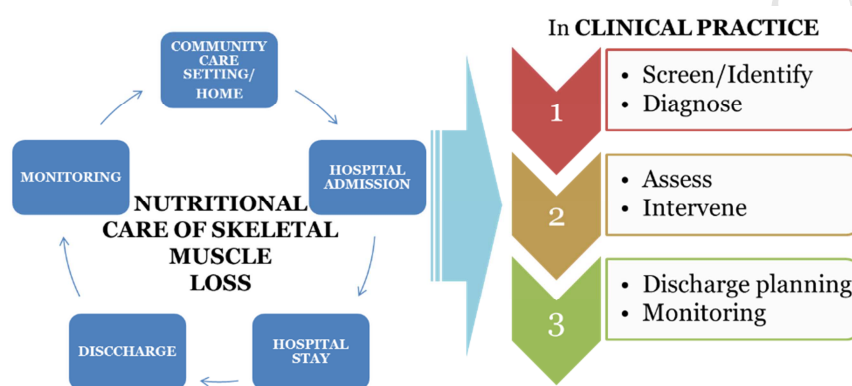 COMMUNITY
CARE
SETTING/
HOME
HOSPITAL
ADMISSION
HOSPITAL
STAY
DISCCHARGE
MONITORING
NUTRITIONAL
CARE OF SKELETAL
MUSCLE
LOSS
In CLINICAL PRACTICE
1
• Screen/Identify
• Diagnose
2
• Assess
• Intervene
3
• Discharge planning
• Monitoring